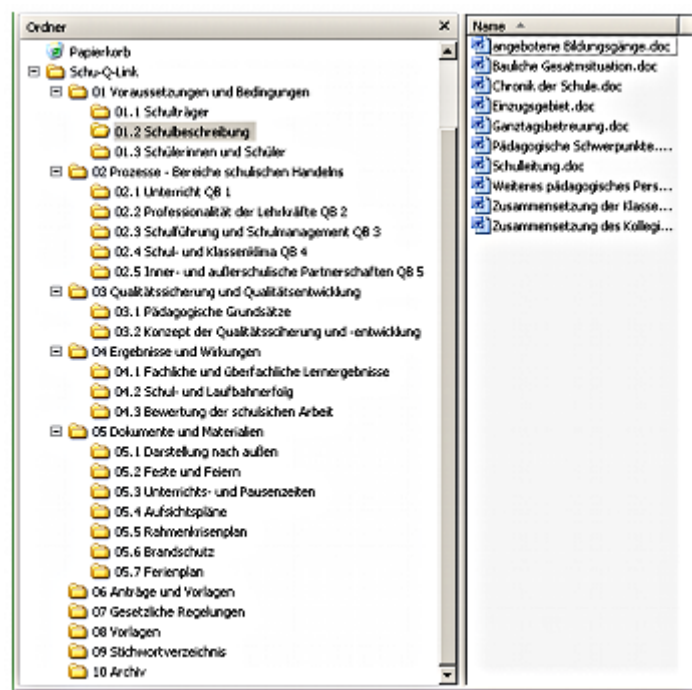 Ordner
Papierkorb
Schu-Q-Link
01 Voraussetzungen und Bedingungen
01.1 Schulträger
01.2 Schulbeschreibung
01.3 Schülerinnen und Schüler
02 Prozesse - Bereiche schulischen Handelns
02.1 Unterricht QB 1
02.2 Professionalität der Lehrkräfte QB 2
02.3 Schulführung und Schulmanagement QB 3
02.4 Schul- und Klassenklima QB 4
02.5 Inner- und außerschulische Partnerschaften QB 5
03 Qualitätssicherung und Qualitätsentwicklung
03.1 Pädagogische Grundsätze
03.2 Konzept der Qualitätssciherung und -entwicklung
04 Ergebnisse und Wirkungen
04.1 Fachliche und überfachliche Lernergebnisse
04.2 Schul- und Laufbahnerfolg
04.3 Bewertung der schulsichen Arbeit
05 Dokumente und Materialien
05.1 Darstellung nach außen
05.2 Feste und Feiern
05.3 Unterrichts- und Pausenzeiten
05.4 Aufsichtspläne
05.5 Rahmenkrisenplan
05.6 Brandschutz
05.7 Ferienplan
06 Anträge und Vorlagen
07 Gesetzliche Regelungen
08 Vorlagen
09 Stichwortverzeichnis
10 Archiv
Name
angebotene Bildungsgänge.doc
Bauliche Gesatmsituation.doc
Chronik der Schule.doc
Einzugsgebiet.doc
Ganztagsbetreuung.doc
Pädagogische Schwerpunkte....
Schulleitung.doc
Weiteres pädagogisches Pers...
Zusammensetzung der Klasse...
Zusammensetzung des Kollegi...